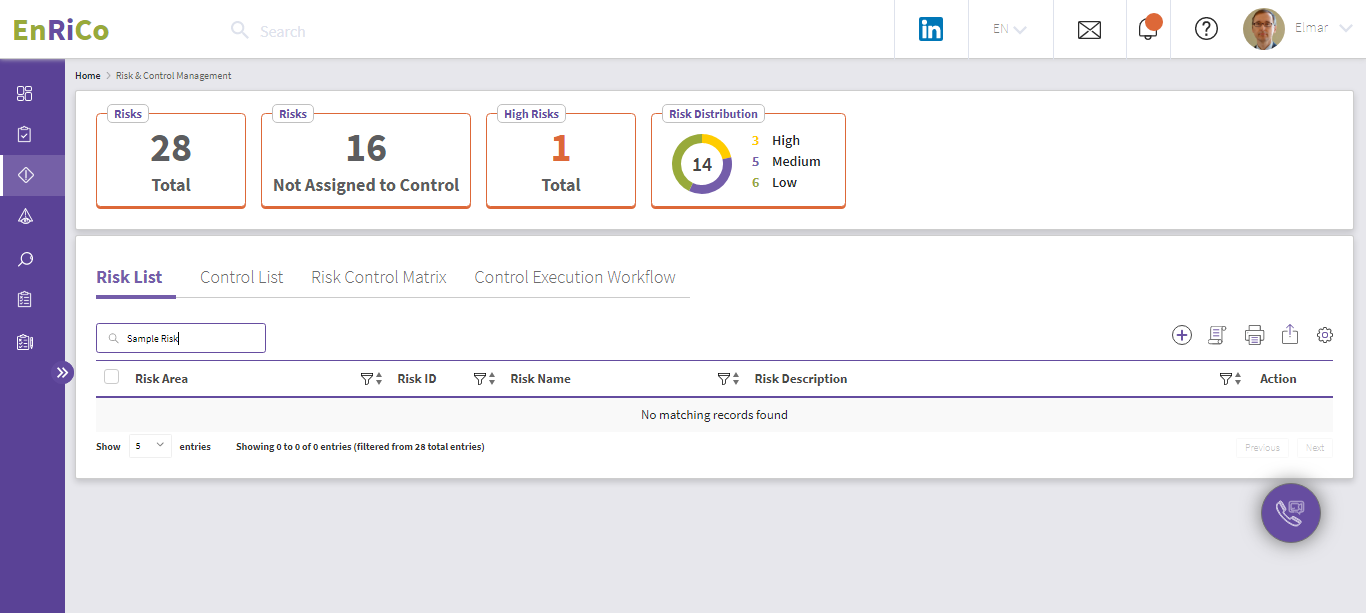 EnRiCo
Search
EN
Elmar
Home > Risk & Control Management
Risks
28
Total
Risks
16
Not Assigned to Control
High Risks
1
Total
Risk Distribution
14
3 High
5 Medium
6 Low
Risk List Control List Risk Control Matrix Control Execution Workflow
Sample Risk
Risk Area Risk ID Risk Name Risk Description Action
No matching records found
Show 5 entries Showing 0 to 0 of 0 entries (filtered from 28 total entries) Previous Next